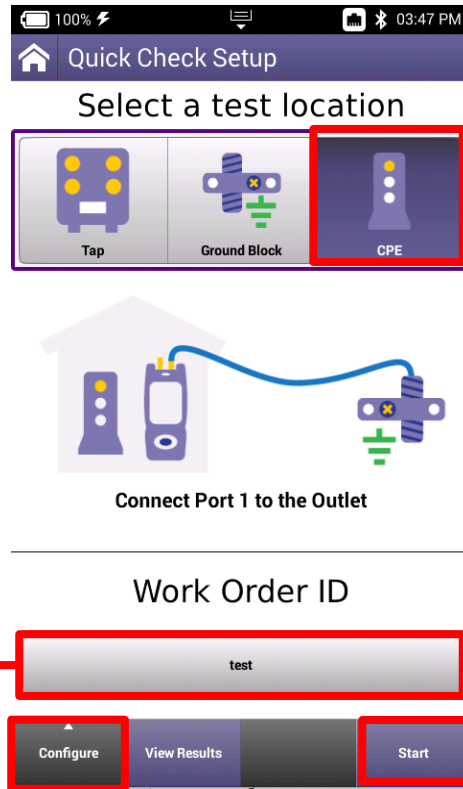 100% 03:47 PM
Quick Check Setup
Select a test location
Tap Ground Block CPE
Connect Port 1 to the Outlet
Work Order ID
test
Configure View Results Start